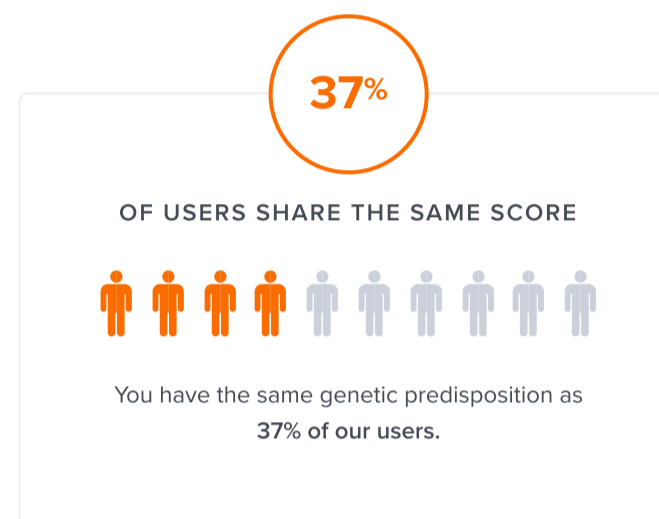 37%
OF USERS SHARE THE SAME SCORE
You have the same genetic predisposition as
37% of our users.